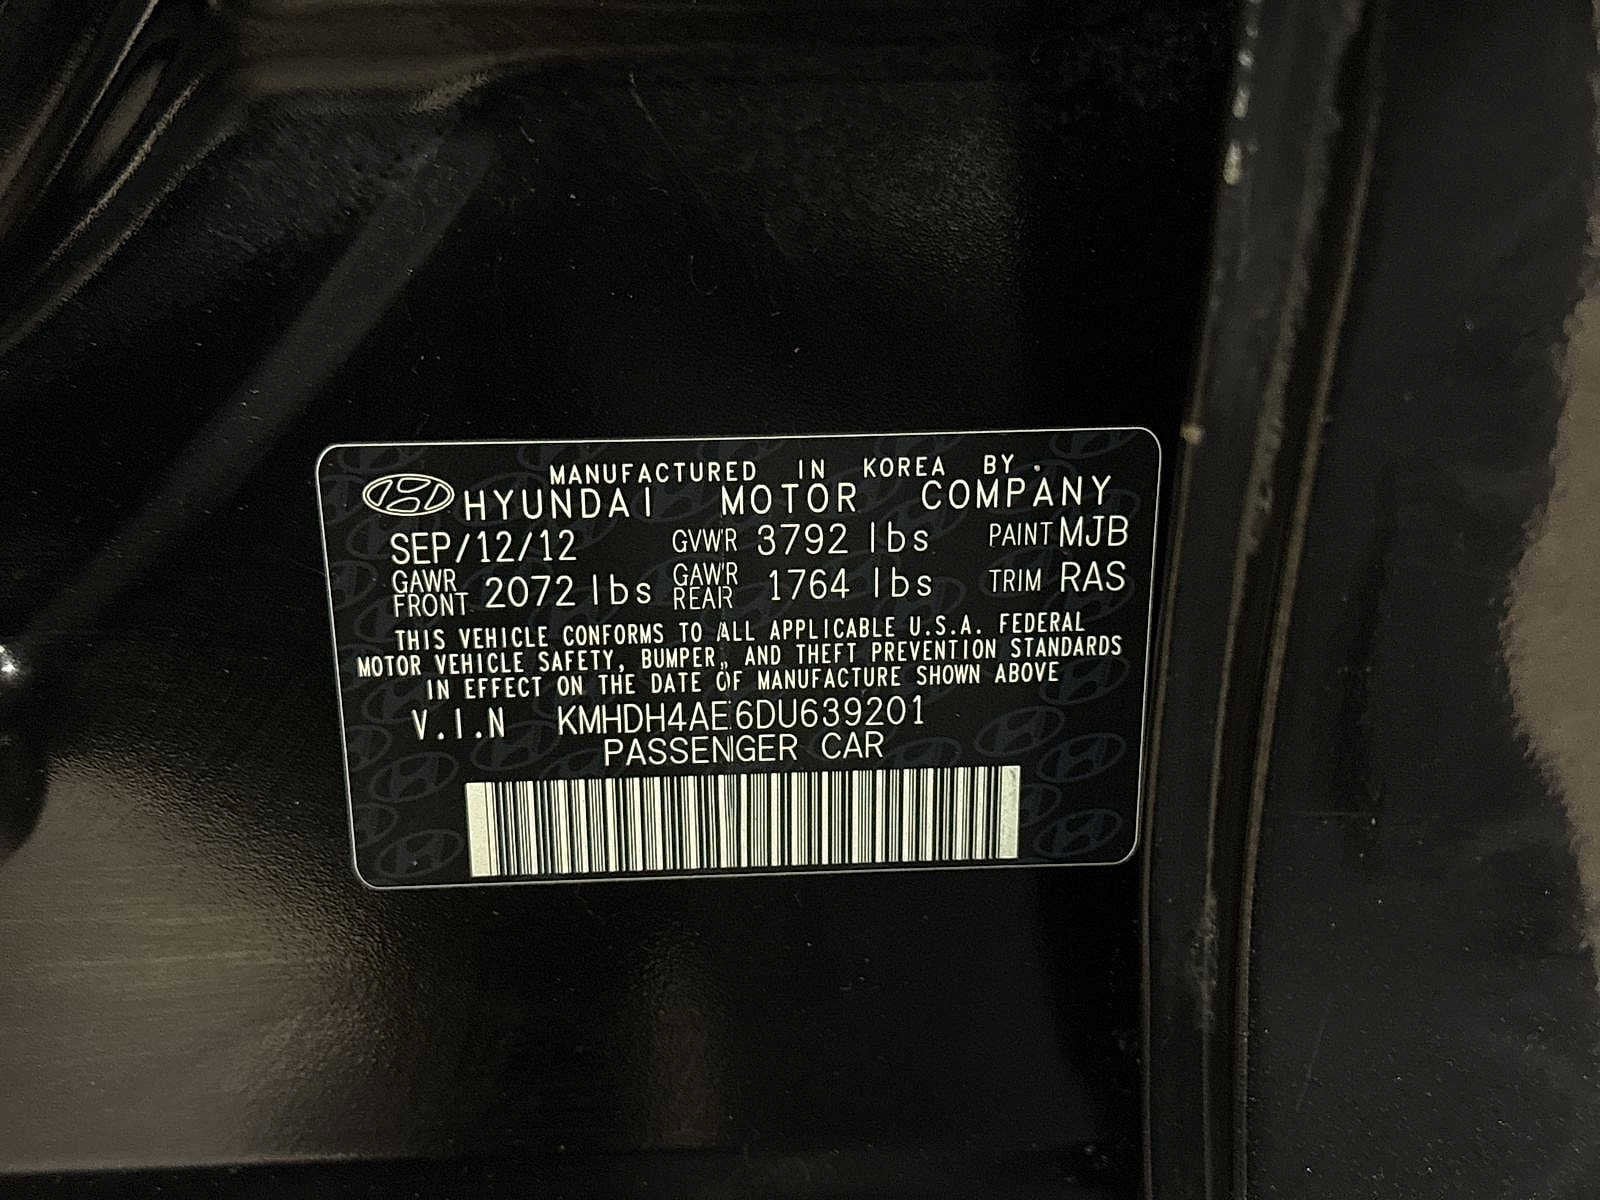 MANUFACTURED IN KOREA BY.
HYUNDAI MOTOR COMPANY
SEP/12/12 GVWR 3792 lbs PAINT MJB
GAWR FRONT 2072 lbs GAWR REAR 1764 lbs TRIM RAS
THIS VEHICLE CONFORMS TO ALL APPLICABLE U.S.A. FEDERAL
MOTOR VEHICLE SAFETY, BUMPER, AND THEFT PREVENTION STANDARDS
IN EFFECT ON THE DATE OF MANUFACTURE SHOWN ABOVE
V.I.N KMHDH4AE6DU639201
PASSENGER CAR